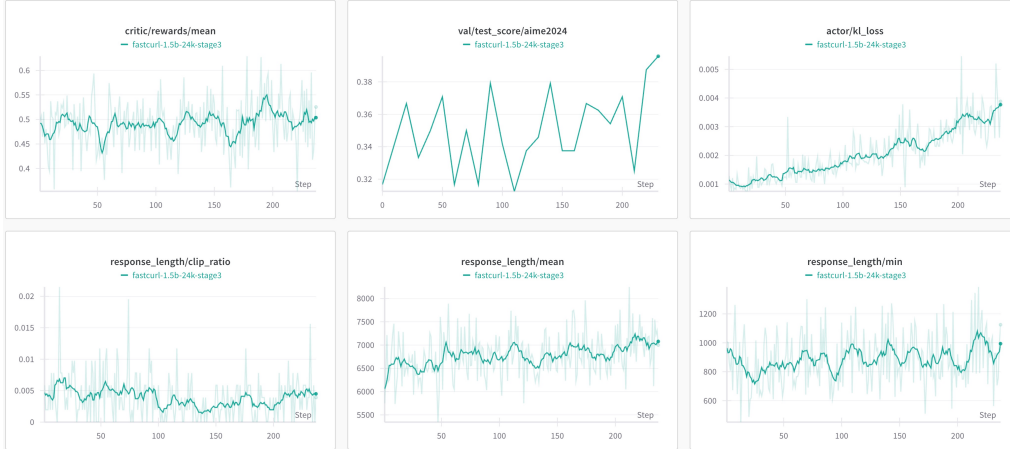 critic/rewards/mean
fastcurl-1.5b-24k-stage3
0.6
0.55
0.5
0.45
0.4
Step
50 100 150 200
val/test_score/aime2024
fastcurl-1.5b-24k-stage3
0.38
0.36
0.34
0.32
Step
0 50 100 150 200
actor/kl_loss
fastcurl-1.5b-24k-stage3
0.005
0.004
0.003
0.002
0.001
Step
50 100 150 200
response_length/clip_ratio
fastcurl-1.5b-24k-stage3
0.02
0.015
0.01
0.005
0
Step
50 100 150 200
response_length/mean
fastcurl-1.5b-24k-stage3
8000
7500
7000
6500
6000
5500
Step
50 100 150 200
response_length/min
fastcurl-1.5b-24k-stage3
1200
1000
800
600
Step
50 100 150 200